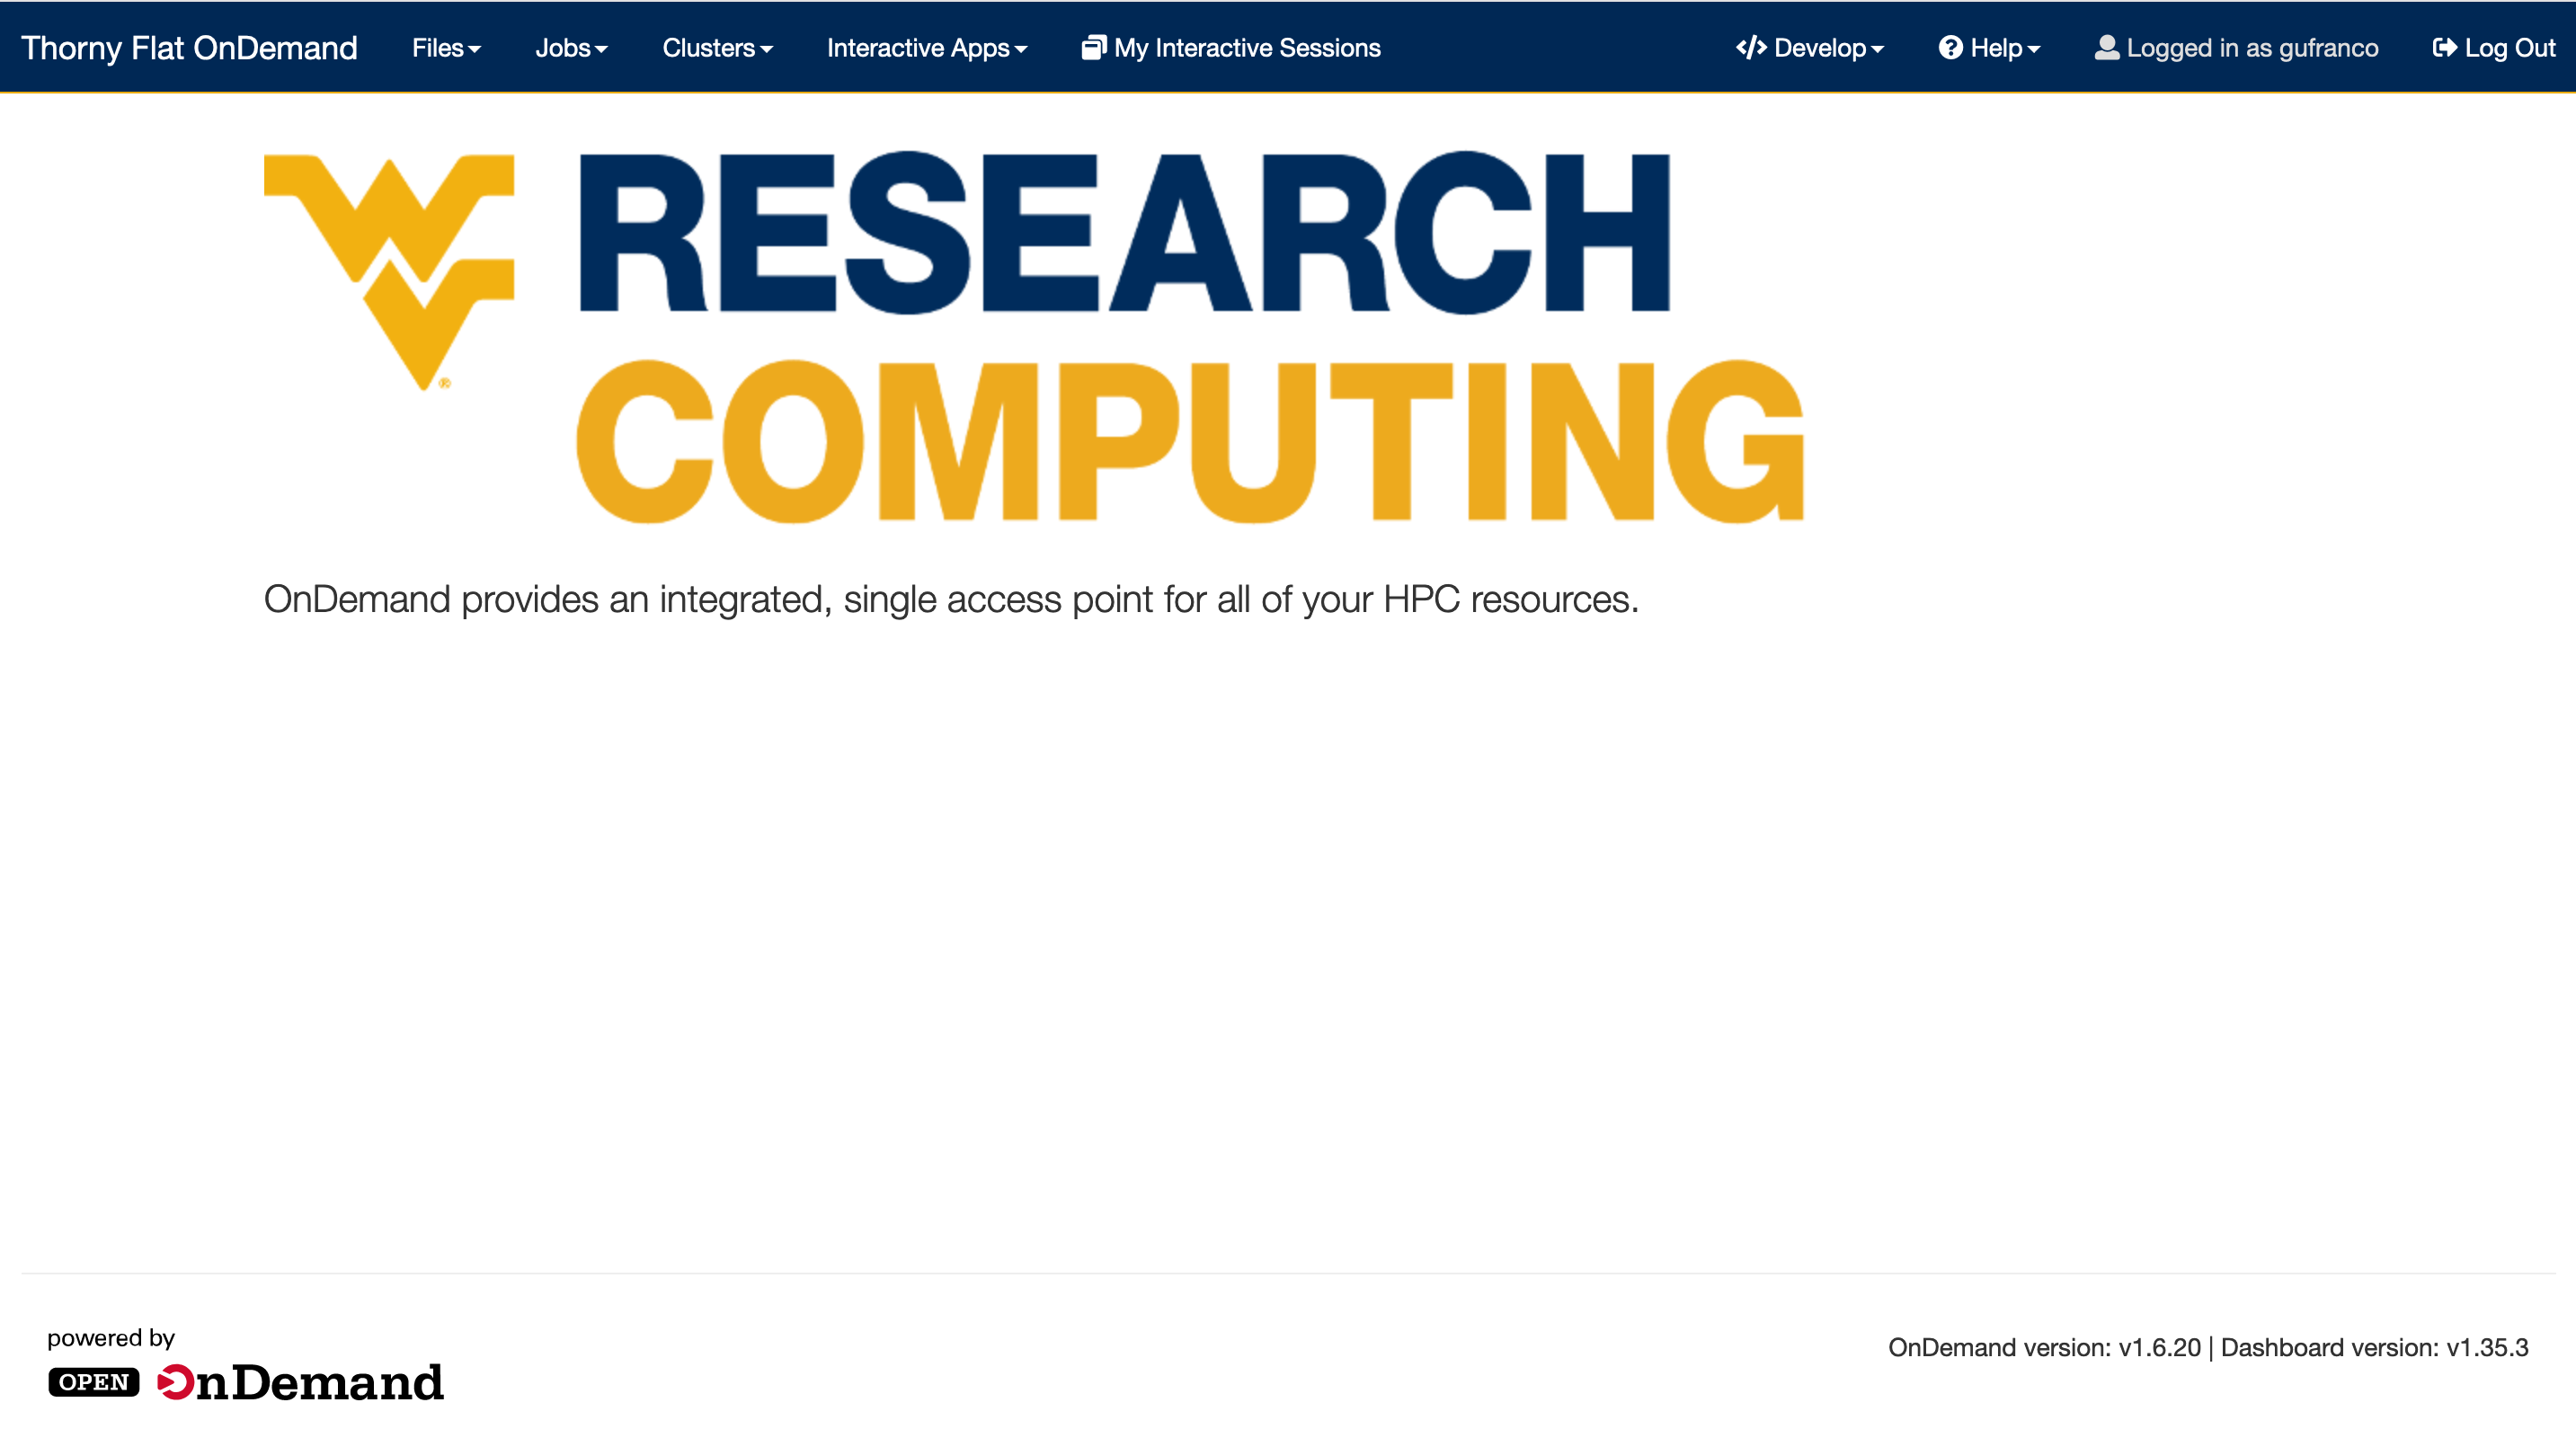 Thorny Flat OnDemand Files Jobs Clusters Interactive Apps My Interactive Sessions Develop Help Logged in as gufranco Log Out
RESEARCH
COMPUTING
OnDemand provides an integrated, single access point for all of your HPC resources.
powered by
OPEN OnDemand
OnDemand version: v1.6.20 | Dashboard version: v1.35.3